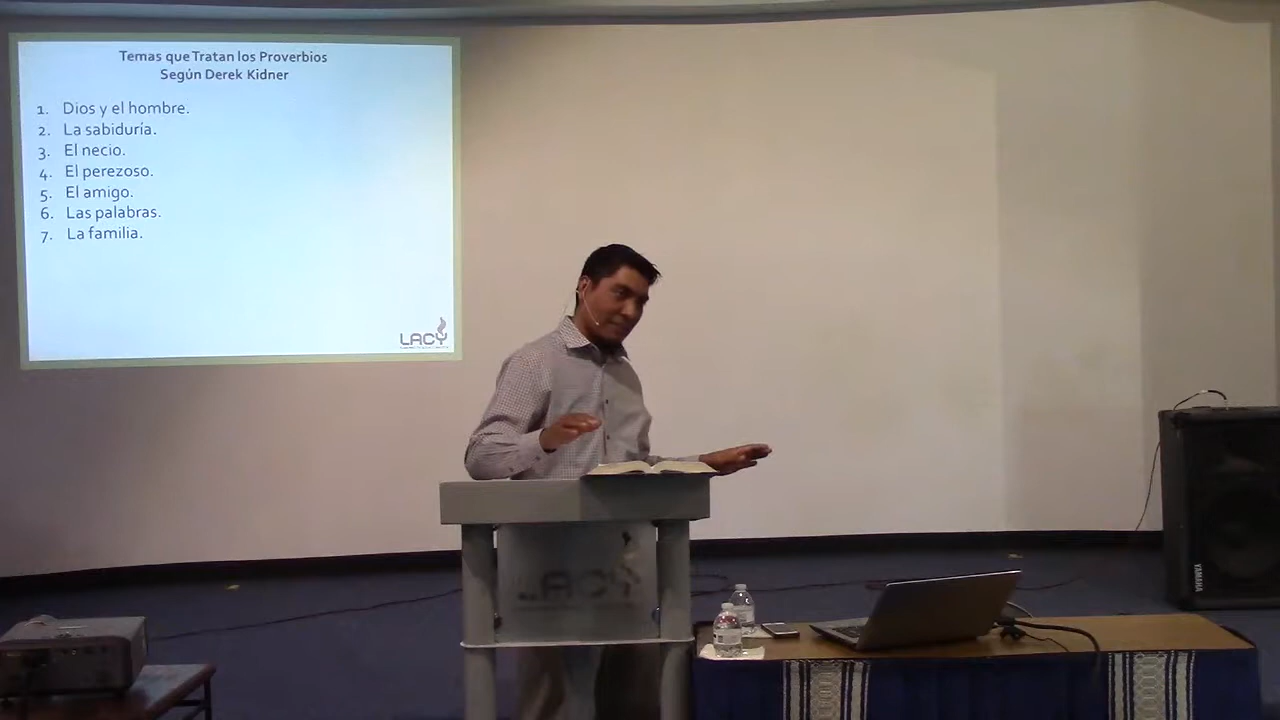 Temas que Tratan los Proverbios
Según Derek Kidner
1. Dios y el hombre.
2. La sabiduría.
3. El necio.
4. El perezoso.
5. El amigo.
6. Las palabras.
7. La familia.
LACY
LACY
YAMAHA